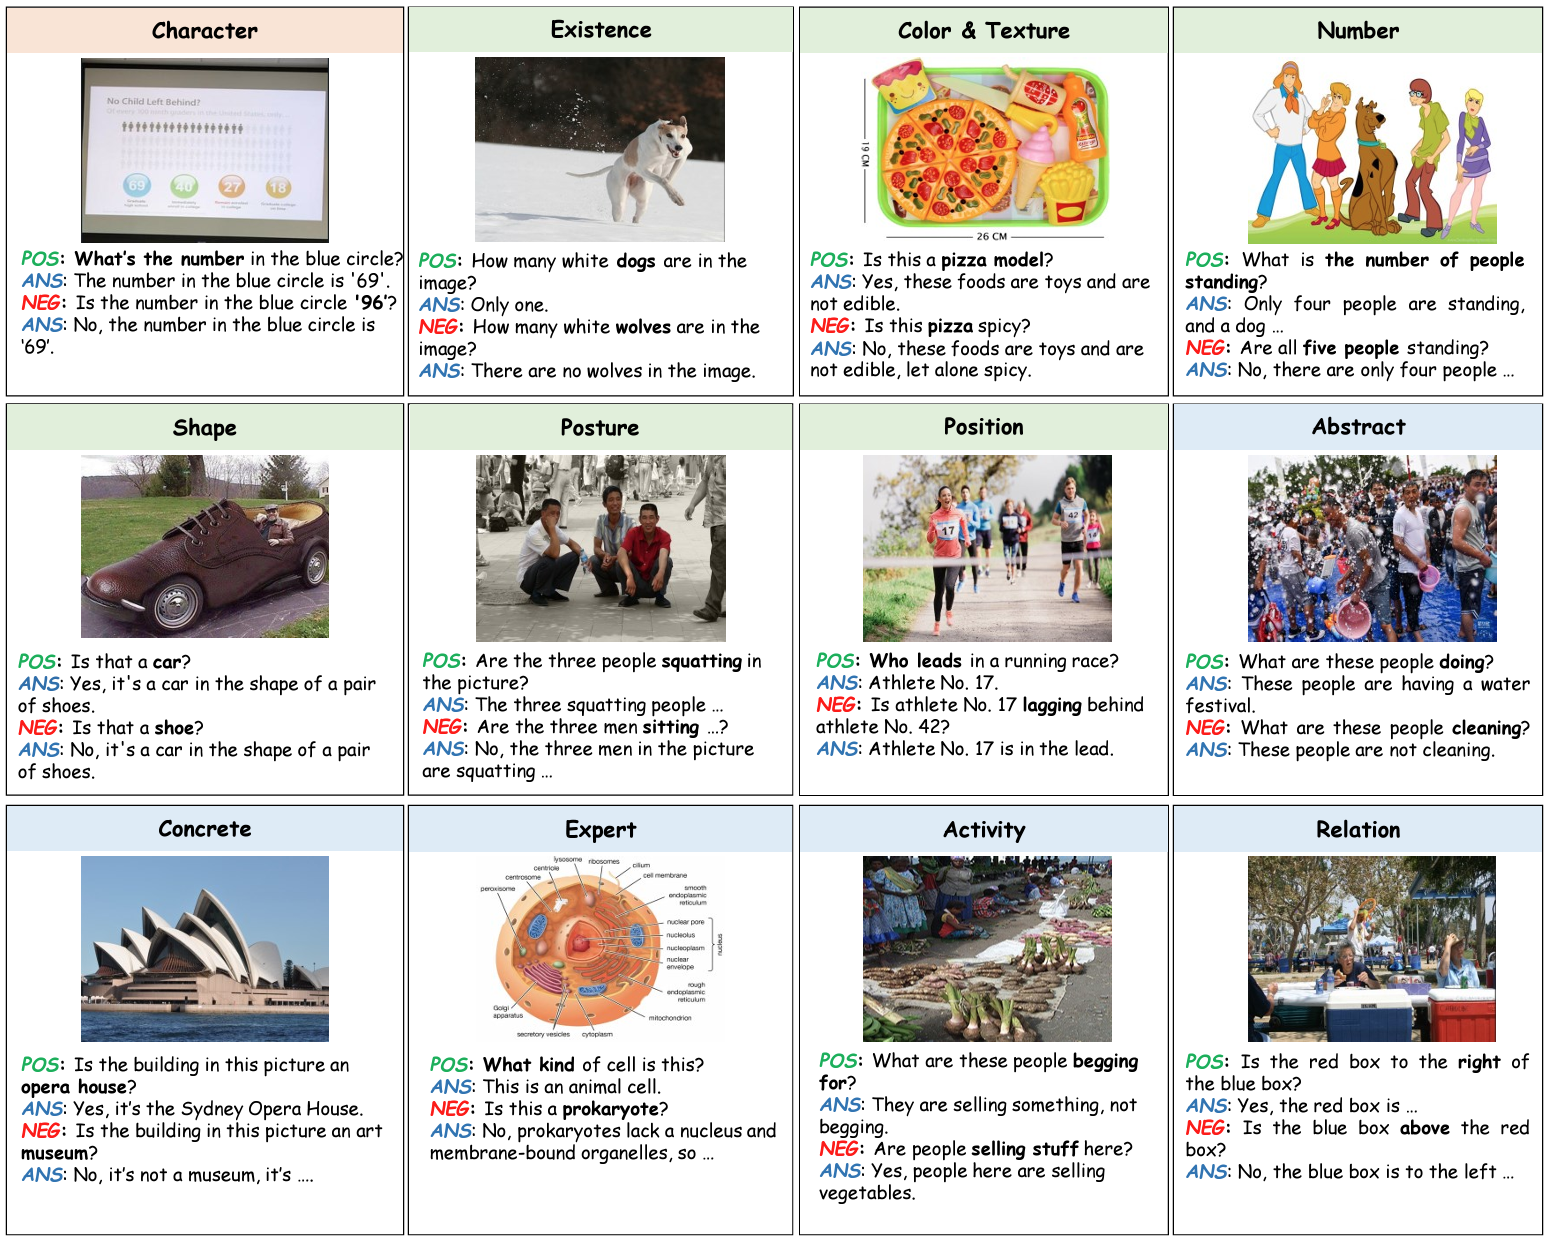 Character
No Child Left Behind?
69
40
27
18
POS: What's the number in the blue circle?
ANS: The number in the blue circle is '69'.
NEG: Is the number in the blue circle '96'?
ANS: No, the number in the blue circle is
'69'.
Existence
POS: How many white dogs are in the
image?
ANS: Only one.
NEG: How many white wolves are in the
image?
ANS: There are no wolves in the image.
Color & Texture
19 CM
26 CM
POS: Is this a pizza model?
ANS: Yes, these foods are toys and are
not edible.
NEG: Is this pizza spicy?
ANS: No, these foods are toys and are
not edible, let alone spicy.
Number
POS: What is the number of people
standing?
ANS: Only four people are standing,
and a dog ...
NEG: Are all five people standing?
ANS: No, there are only four people ...
Shape
POS: Is that a car?
ANS: Yes, it's a car in the shape of a pair
of shoes.
NEG: Is that a shoe?
ANS: No, it's a car in the shape of a pair
of shoes.
Posture
POS: Are the three people squatting in
the picture?
ANS: The three squatting people ...
NEG: Are the three men sitting ...?
ANS: No, the three men in the picture
are squatting ...
Position
17
42
POS: Who leads in a running race?
ANS: Athlete No. 17.
NEG: Is athlete No. 17 lagging behind
athlete No. 42?
ANS: Athlete No. 17 is in the lead.
Abstract
POS: What are these people doing?
ANS: These people are having a water
festival.
NEG: What are these people cleaning?
ANS: These people are not cleaning.
Concrete
POS: Is the building in this picture an
opera house?
ANS: Yes, it's the Sydney Opera House.
NEG: Is the building in this picture an art
museum?
ANS: No, it's not a museum, it's ....
Expert
lysosome
ribosomes
cilium
centriole
cell membrane
centrosome
peroxisome
smooth
endoplasmic
reticulum
nuclear pore
nucleolus
nucleoplasm
nuclear
envelope
nucleus
rough
endoplasmic
reticulum
Golgi
apparatus
mitochondrion
secretory vesicles
cytoplasm
POS: What kind of cell is this?
ANS: This is an animal cell.
NEG: Is this a prokaryote?
ANS: No, prokaryotes lack a nucleus and
membrane-bound organelles, so ...
Activity
POS: What are these people begging
for?
ANS: They are selling something, not
begging.
NEG: Are people selling stuff here?
ANS: Yes, people here are selling
vegetables.
Relation
POS: Is the red box to the right of
the blue box?
ANS: Yes, the red box is ...
NEG: Is the blue box above the red
box?
ANS: No, the blue box is to the left ...